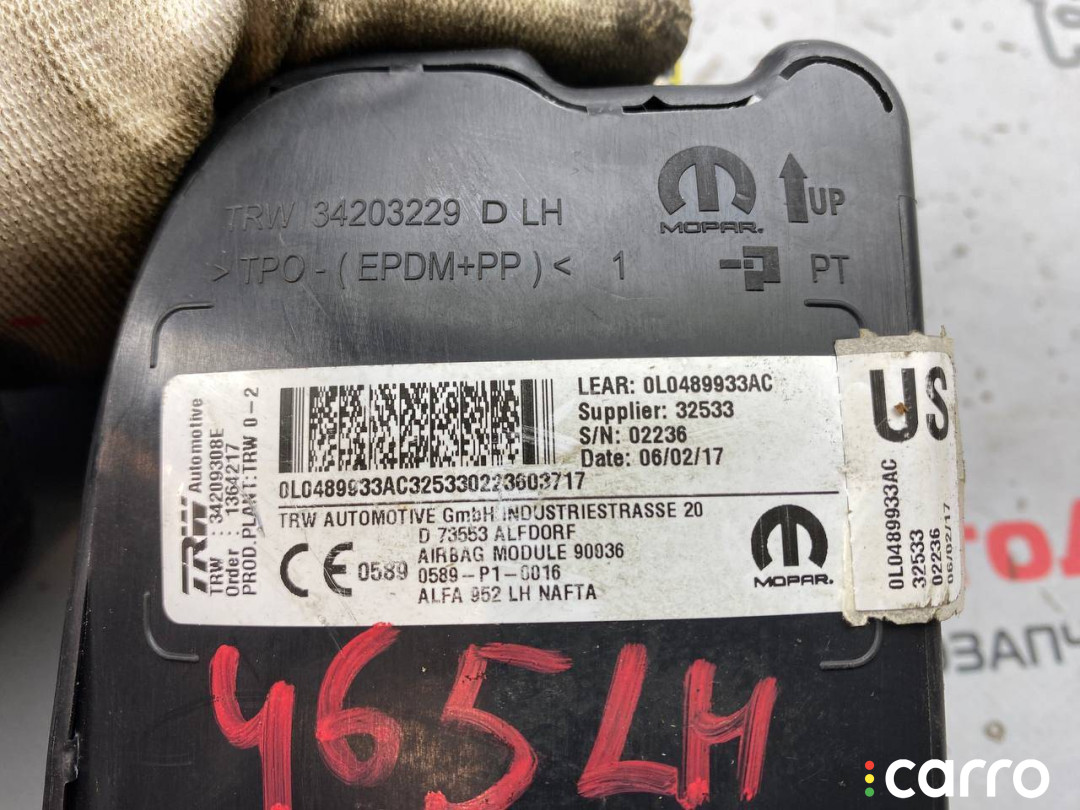 TRW 34203229 D LH
>TPO-(EPDM+PP)< 1
MOPAR.
UP
PT
TRW Automotive
TRW : 34209308E
Order : 1364217
PROD.PLANT:TRW 0-2
LEAR: 0L0489933AC
Supplier: 32533
S/N: 02236
Date: 06/02/17
0L0489933AC325330223603717
TRW AUTOMOTIVE GmbH INDUSTRIESTRASSE 20
D 73553 ALFDORF
AIRBAG MODULE 90036
CE 0589 0589-P1-0016
ALFA 952 LH NAFTA
MOPAR.
US
0L0489933AC
32533
02236
06/02/17
465LH
carro